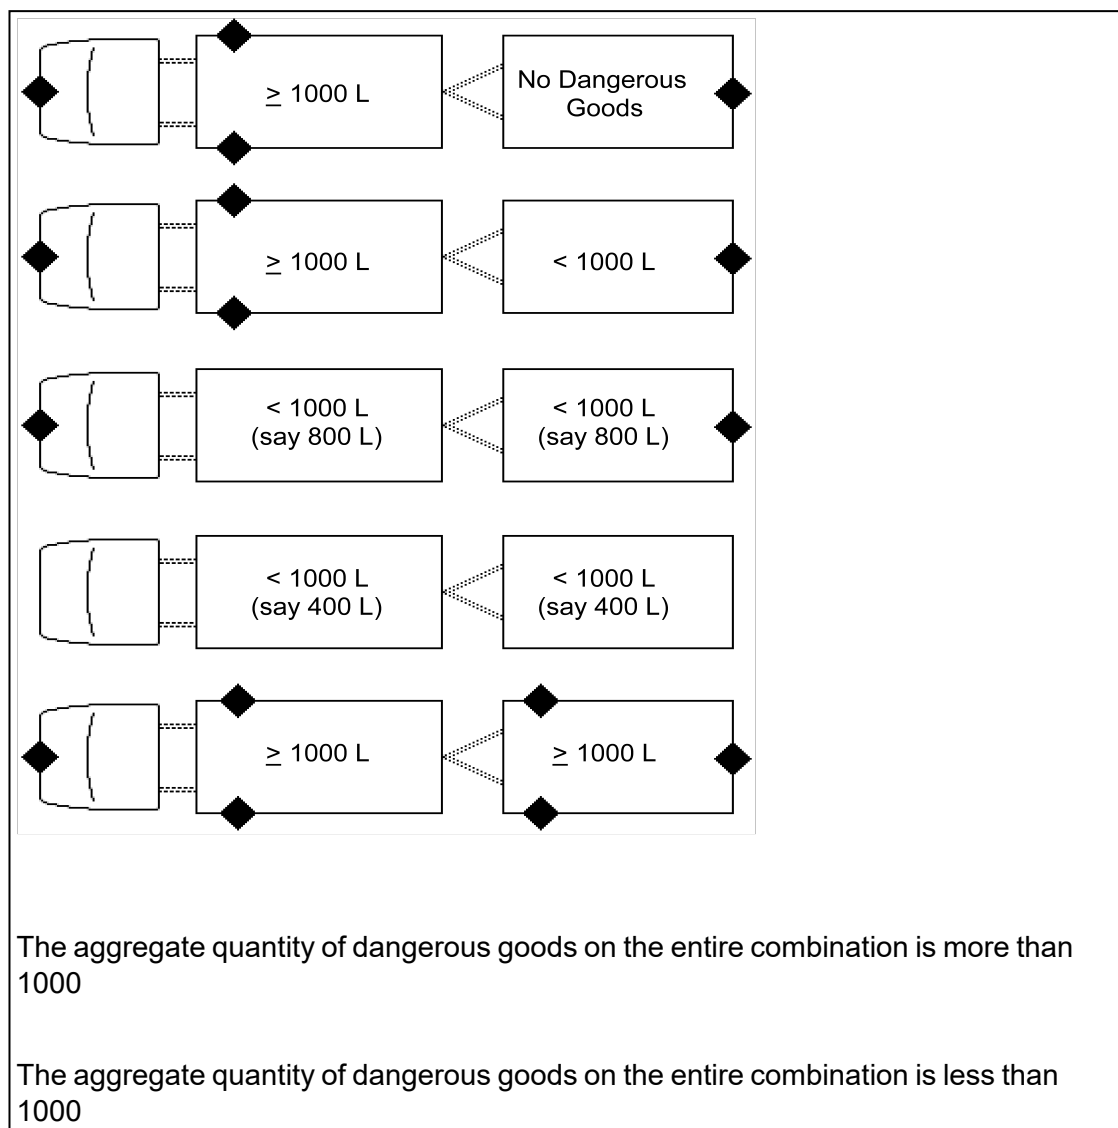 ≥ 1000 L
No Dangerous
Goods
≥ 1000 L
< 1000 L
< 1000 L
(say 800 L)
< 1000 L
(say 800 L)
< 1000 L
(say 400 L)
< 1000 L
(say 400 L)
≥ 1000 L
≥ 1000 L
The aggregate quantity of dangerous goods on the entire combination is more than
1000
The aggregate quantity of dangerous goods on the entire combination is less than
1000